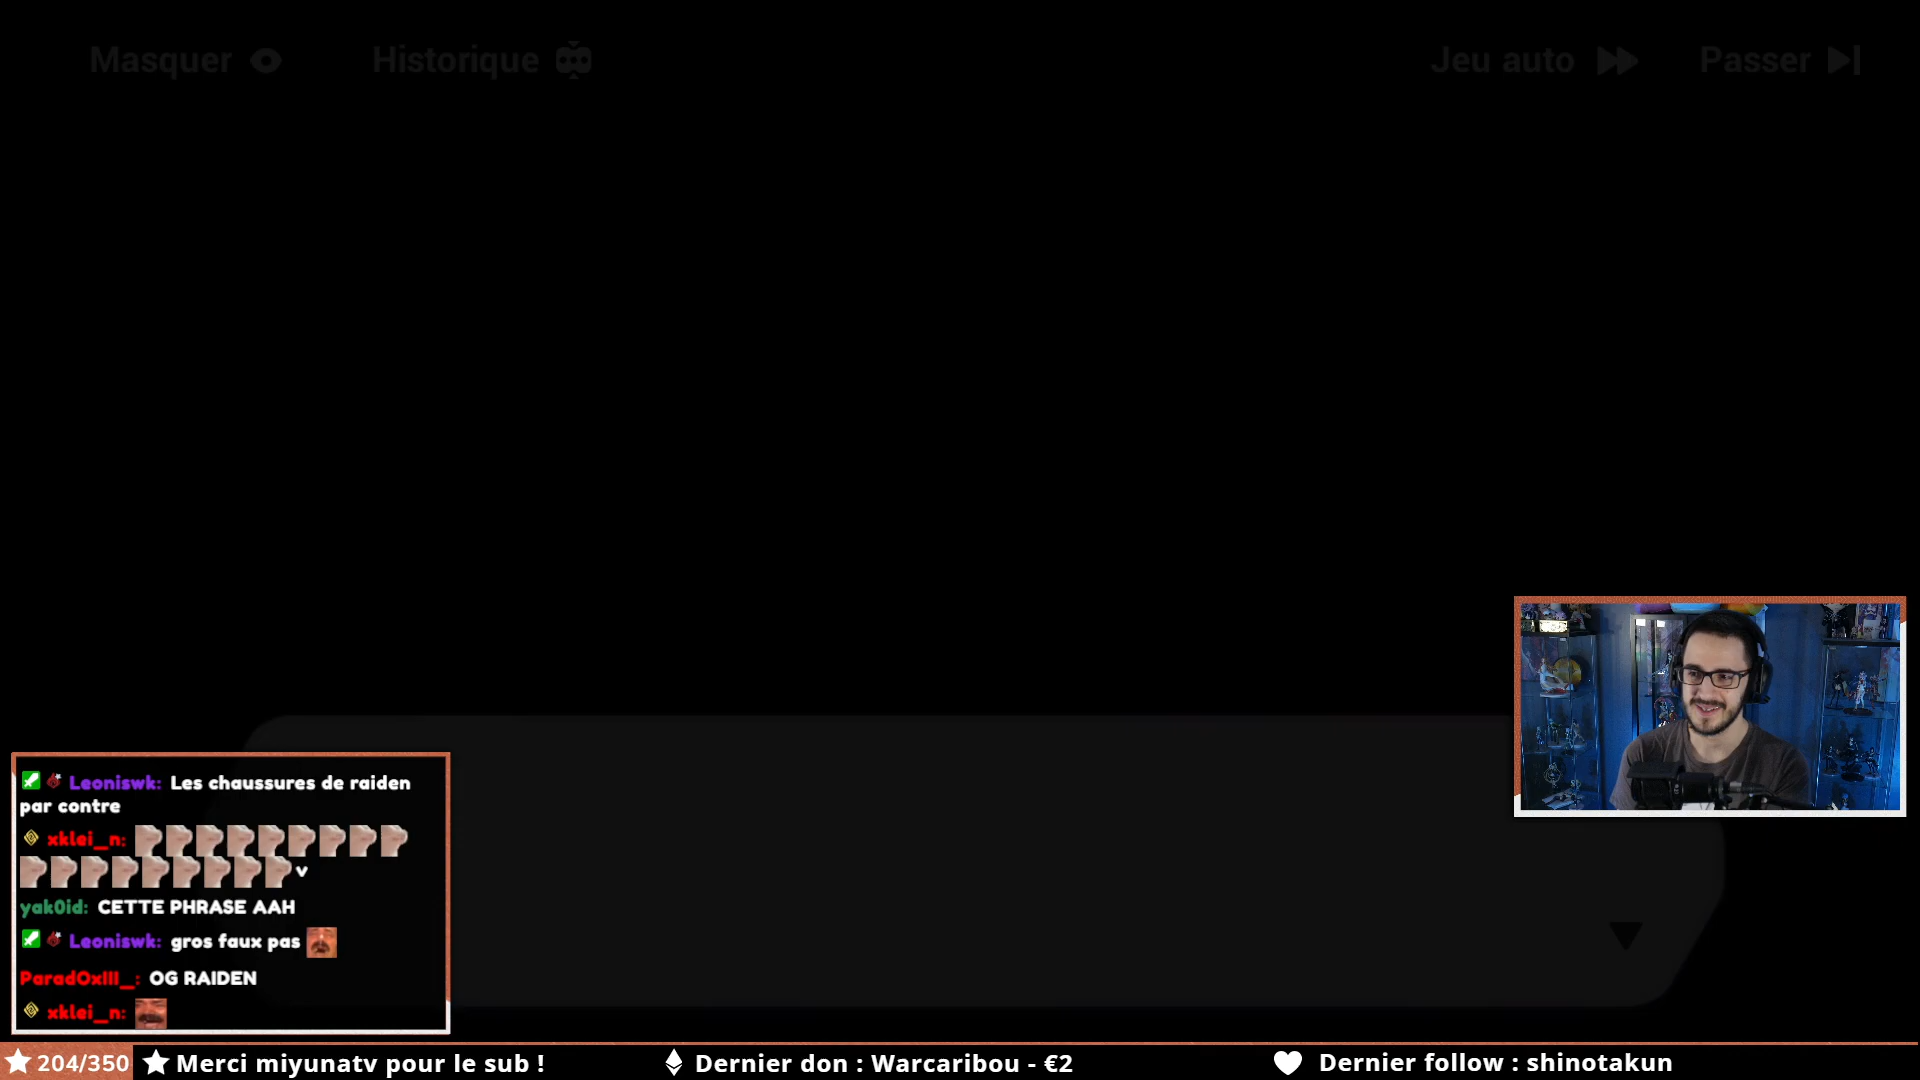 Masquer
Historique
Jeu auto
Passer
Leoniswk: Les chaussures de raiden
par contre
xklei_n:
v
yak0id: CETTE PHRASE AAH
Leoniswk: gros faux pas
ParadOxIII_: OG RAIDEN
xklei_n:
204/350
Merci miyunatv pour le sub !
Dernier don : Warcaribou - €2
Dernier follow : shinotakun